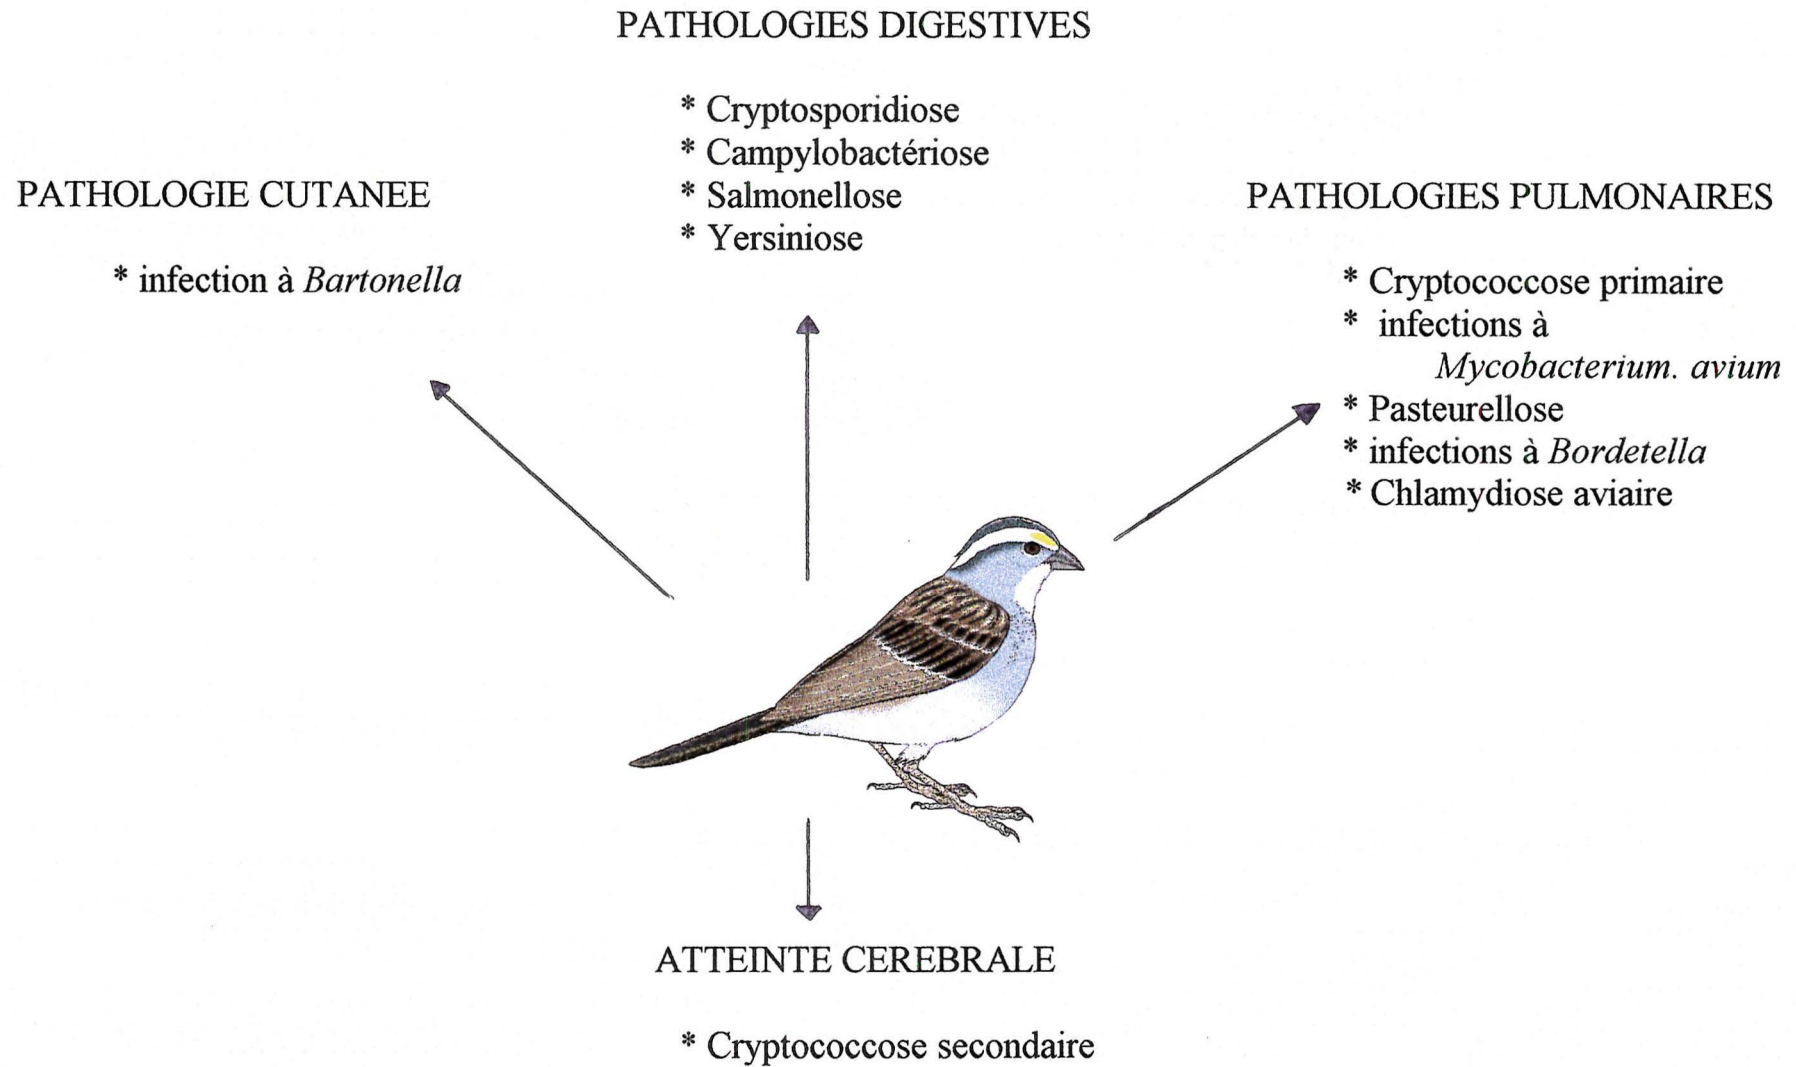 PATHOLOGIES DIGESTIVES
* Cryptosporidiose
* Campylobactériose
* Salmonellose
* Yersiniose
PATHOLOGIE CUTANEE
* infection à Bartonella
PATHOLOGIES PULMONAIRES
* Cryptococcose primaire
* infections à
Mycobacterium. avium
* Pasteurellose
* infections à Bordetella
* Chlamydiose aviaire
ATTEINTE CEREBRALE
* Cryptococcose secondaire